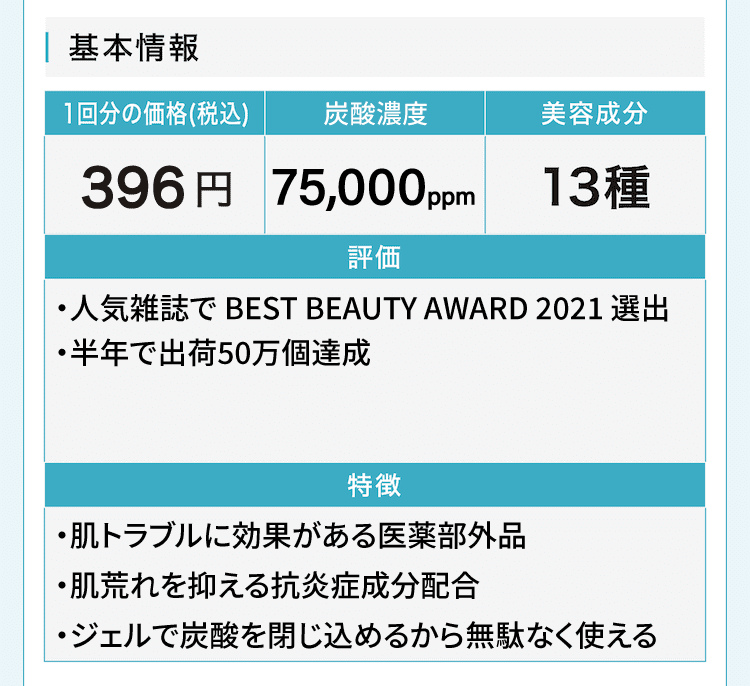 基本情報
1回分の価格(税込) 炭酸濃度 美容成分
396円 75,000ppm 13種
評価
・人気雑誌で BEST BEAUTY AWARD 2021 選出
・半年で出荷50万個達成
特徴
・肌トラブルに効果がある医薬部外品
・肌荒れを抑える抗炎症成分配合
・ジェルで炭酸を閉じ込めるから無駄なく使える